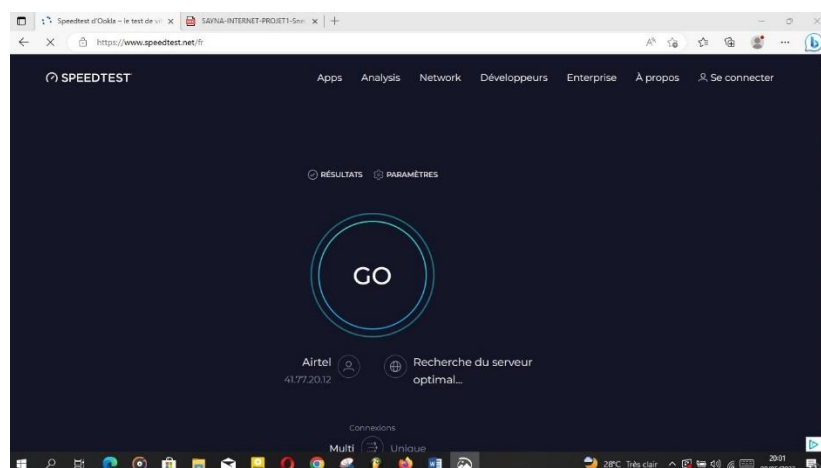 Speedtest d'Ookla – le test de vi
SAYNA-INTERNET-PROJET1-5nn
https://www.speedtest.net/fr
SPEEDTEST
Apps Analysis Network Développeurs Enterprise À propos Se connecter
RÉSULTATS PARAMÈTRES
GO
Airtel
41.77.20.12
Recherche du serveur
optimal...
Connexions
Multi Unique
28°C Très clair
20:01